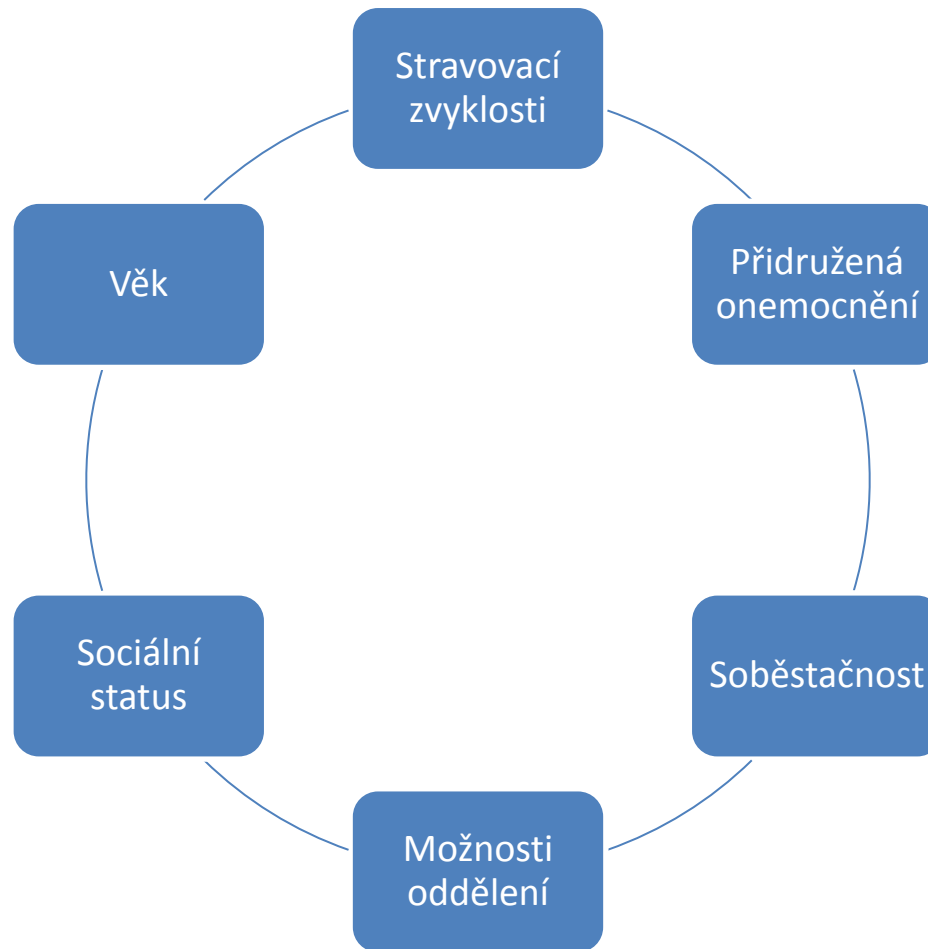 Stravovací
zvyklosti
Přidružená
onemocnění
Soběstačnost
Možnosti
oddělení
Sociální
status
Věk